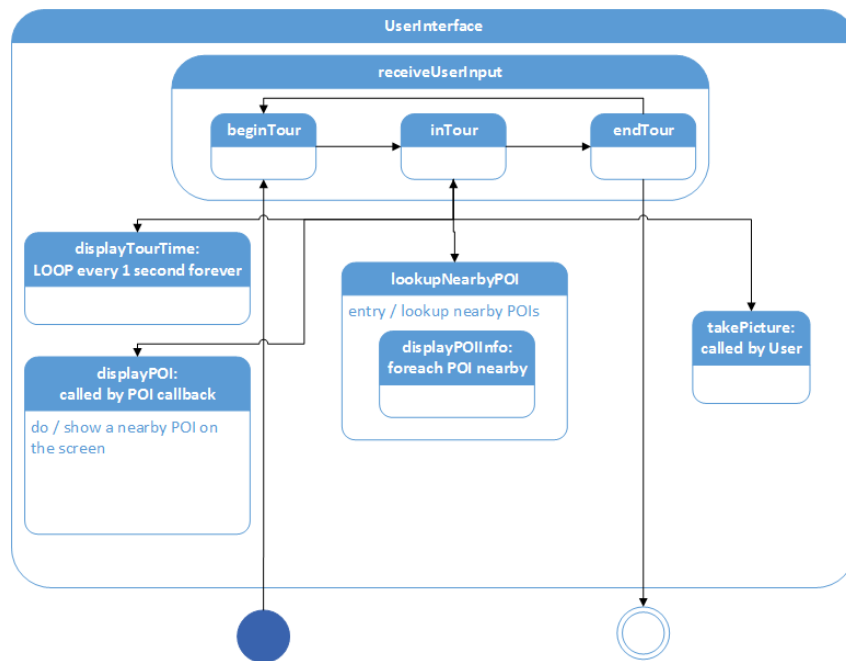 UserInterface
receiveUserInput
beginTour
inTour
endTour
displayTourTime:
LOOP every 1 second forever
lookupNearbyPOI
entry / lookup nearby POIs
displayPOIInfo:
foreach POI nearby
takePicture:
called by User
displayPOI:
called by POI callback
do / show a nearby POI on
the screen